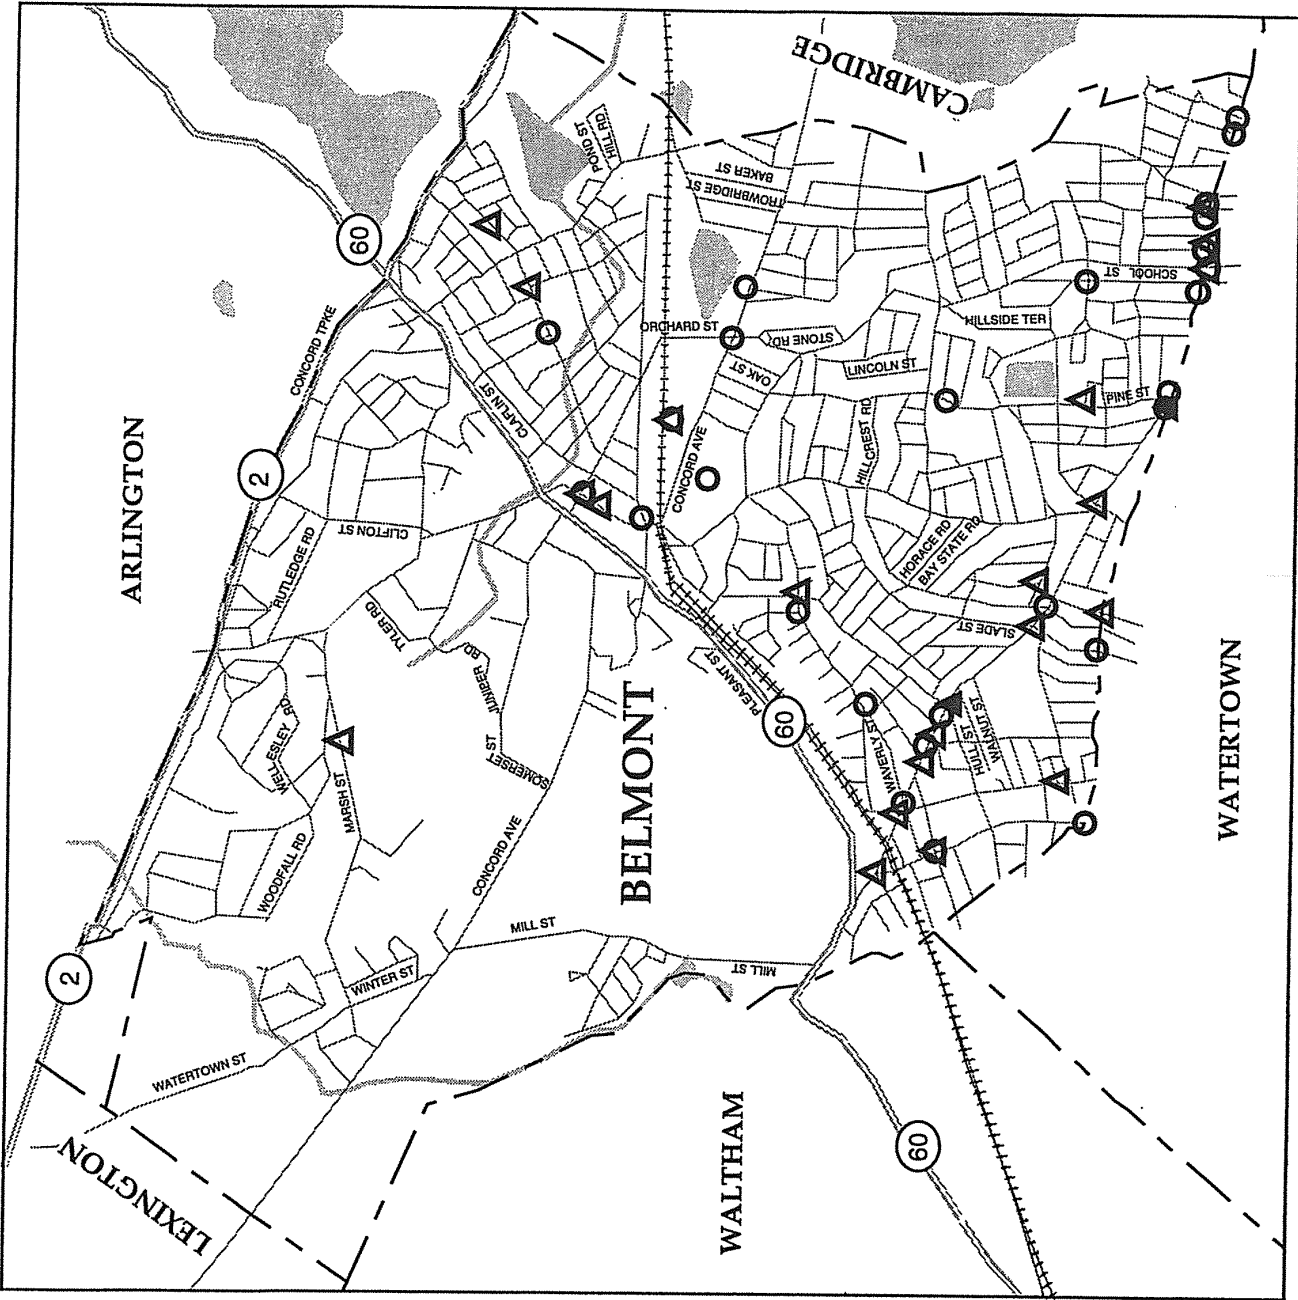 CAMBRIDGE
60
POND ST
HILL RD
BAKER ST
TROWBRIDGE ST
SCHOOL ST
CONCORD TPKE
ORCHARD ST
STONE RD
HILLSIDE TER
OAK ST
LINCOLN ST
CLAFLIN ST
PINE ST
HILLCREST RD
CONCORD AVE
ARLINGTON
2
CLIFTON ST
RUTLEDGE RD
HORACE RD
BAY STATE RD
TYLER RD
SLADE ST
JUNIPER RD
PLEASANT ST
WELLESLEY RD
SOMERSET ST
BELMONT
60
WAVERLY ST
HULL ST
WALNUT ST
WATERTOWN
MARSH ST
WOODFALL RD
CONCORD AVE
MILL ST
MILL ST
2
WINTER ST
WATERTOWN ST
LEXINGTON
WALTHAM
60